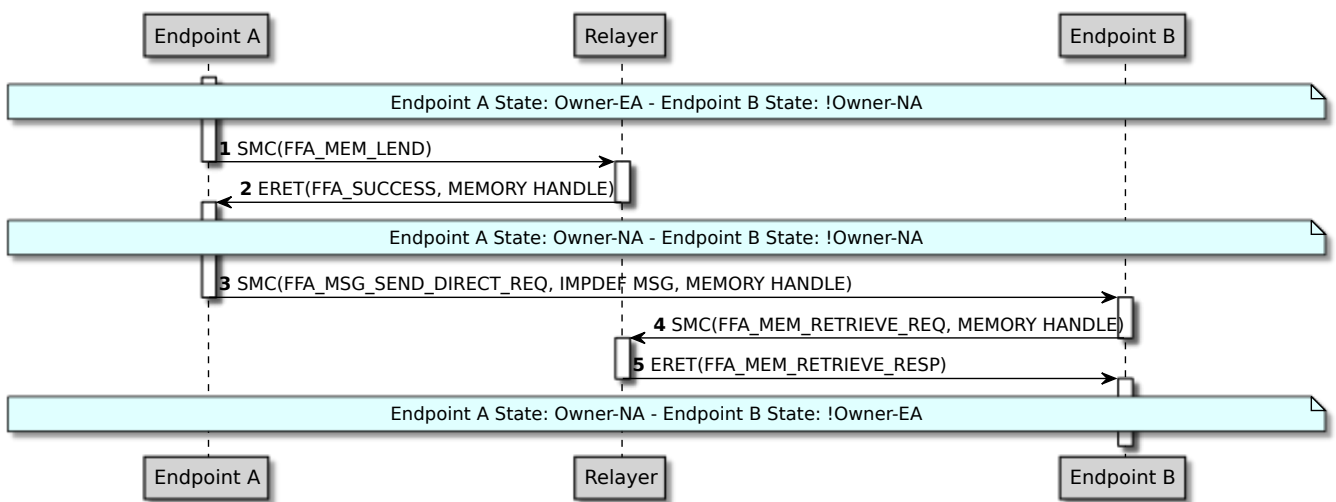 Endpoint A Relayer Endpoint B
Endpoint A State: Owner-EA - Endpoint B State: !Owner-NA
1 SMC(FFA_MEM_LEND)
2 ERET(FFA_SUCCESS, MEMORY HANDLE)
Endpoint A State: Owner-NA - Endpoint B State: !Owner-NA
3 SMC(FFA_MSG_SEND_DIRECT_REQ, IMPDEF MSG, MEMORY HANDLE)
4 SMC(FFA_MEM_RETRIEVE_REQ, MEMORY HANDLE)
5 ERET(FFA_MEM_RETRIEVE_RESP)
Endpoint A State: Owner-NA - Endpoint B State: !Owner-EA
Endpoint A Relayer Endpoint B